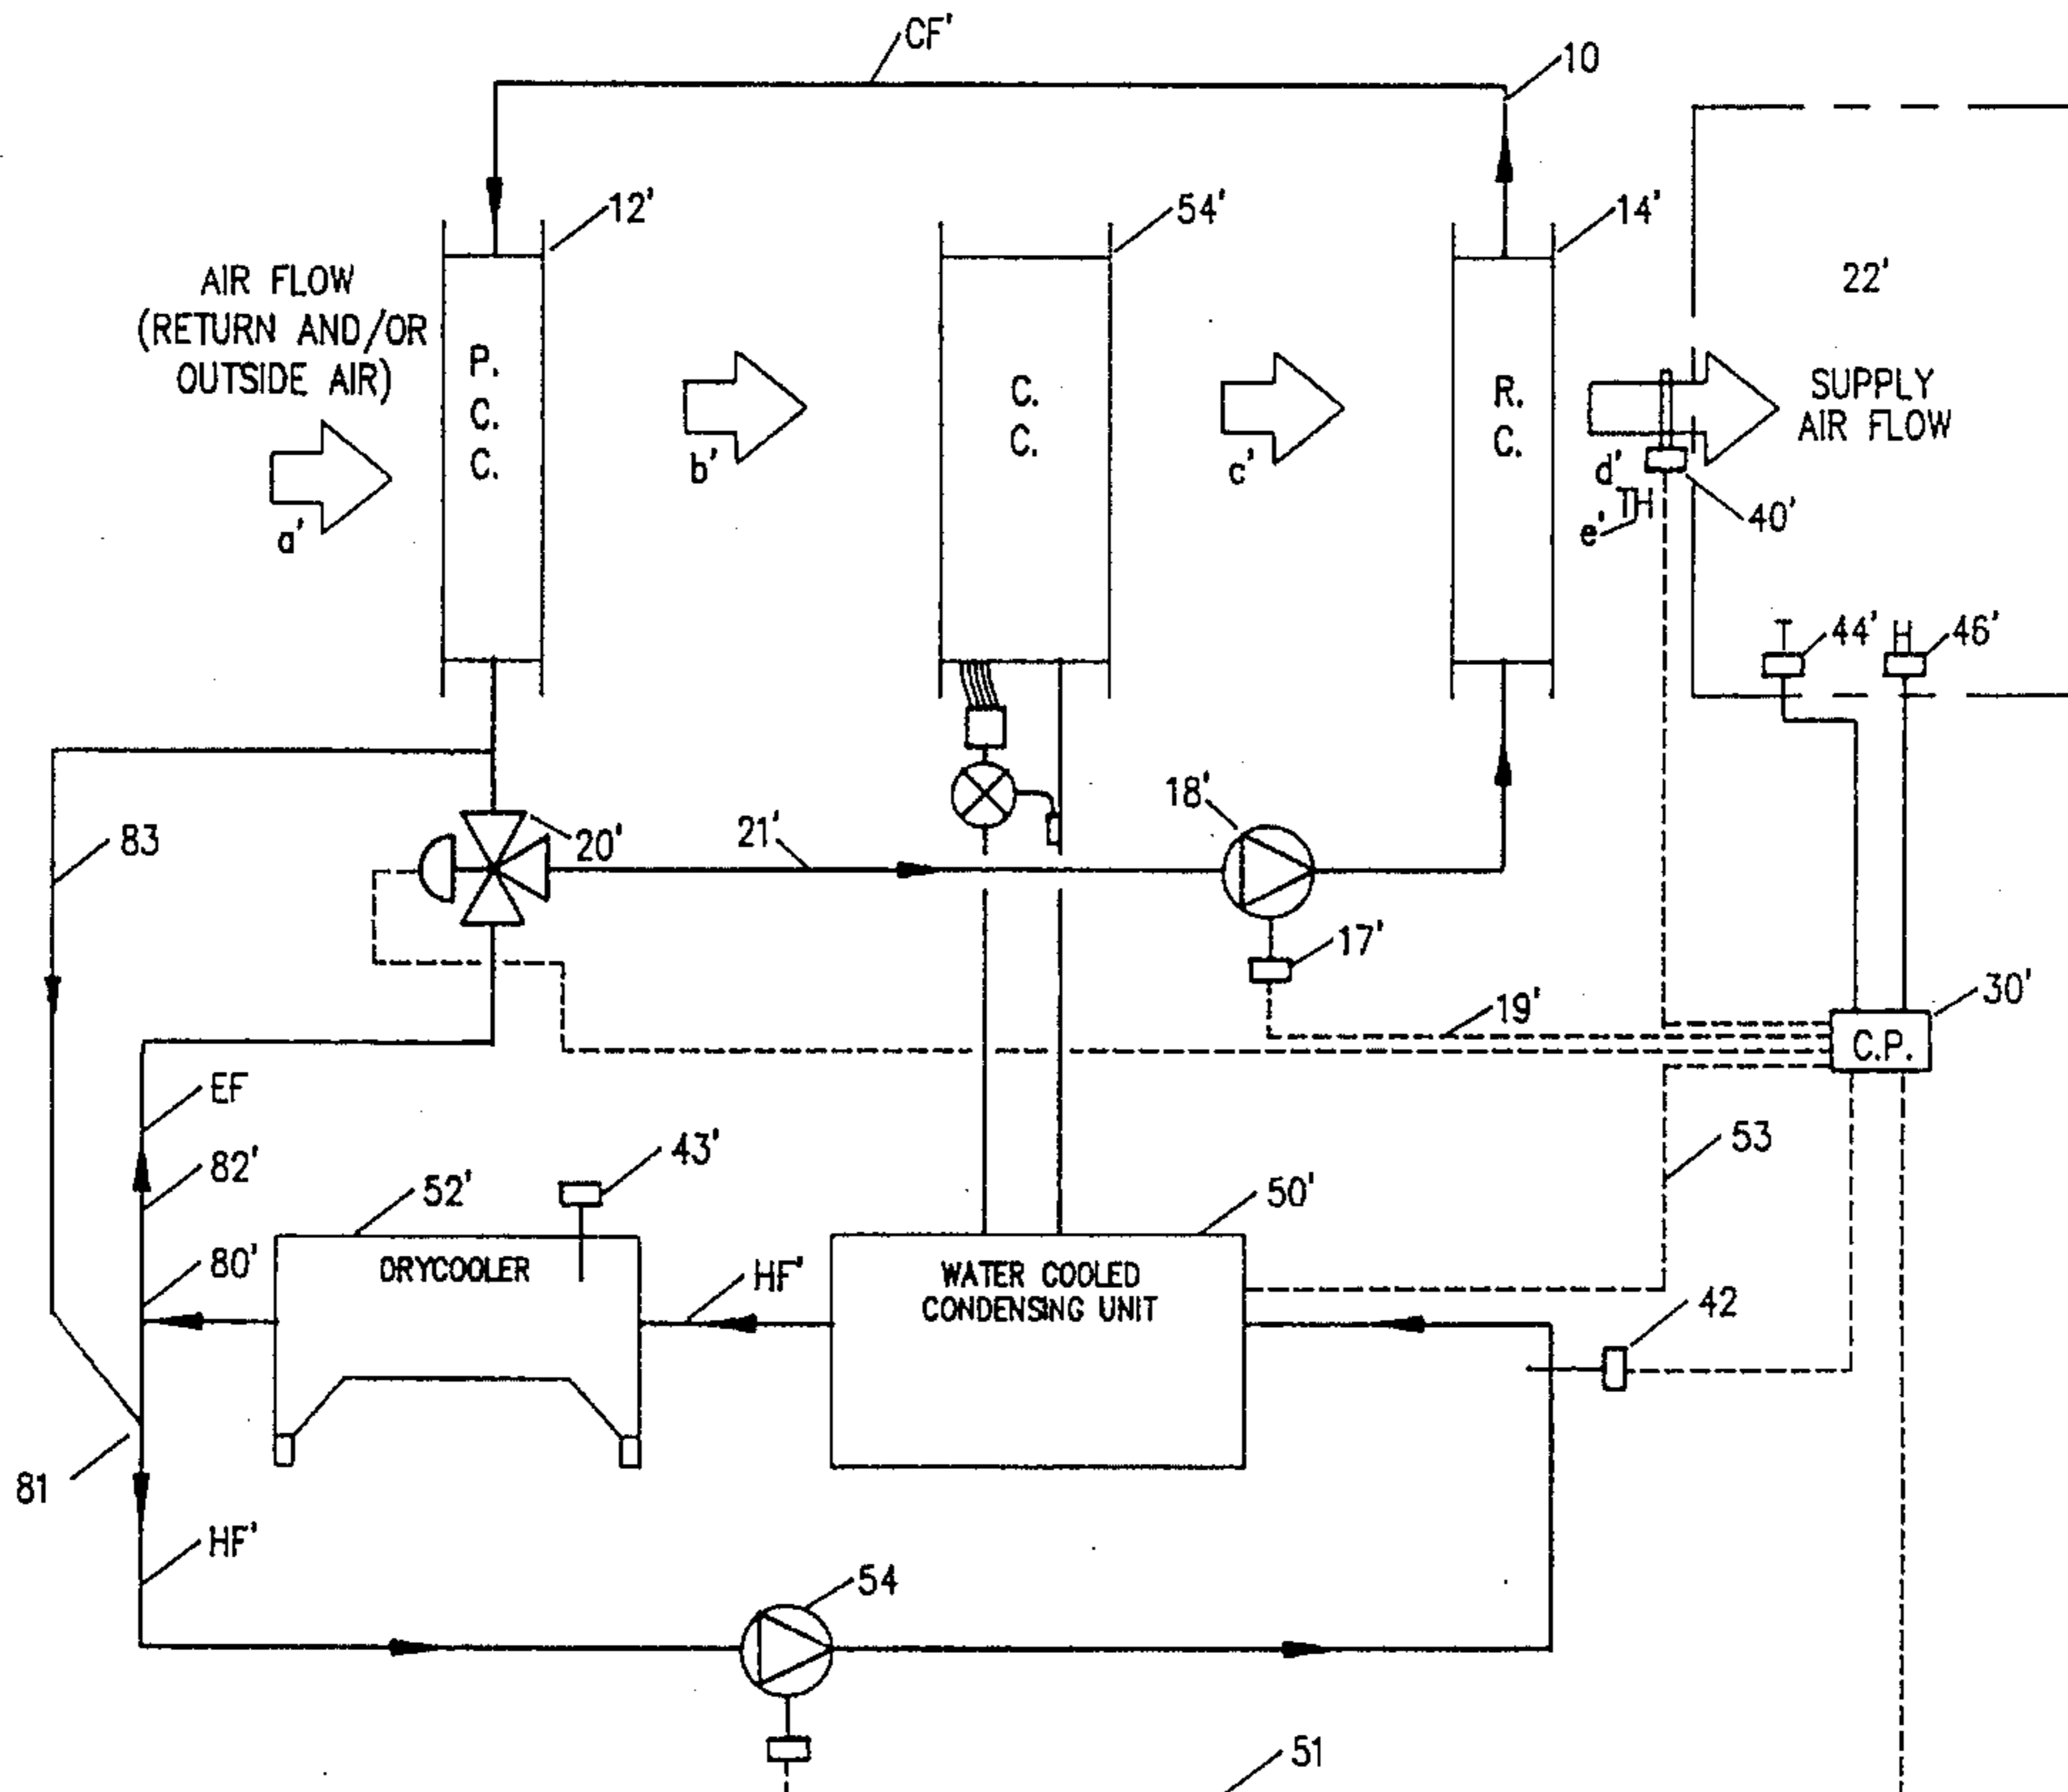 CF'
10
12'
54'
14'
22'
AIR FLOW
(RETURN AND/OR
OUTSIDE AIR)
P.
C.
C.
C.
C.
R.
C.
SUPPLY
AIR FLOW
a'
b'
c'
d'
e'
TH
40'
T
44'
H
46'
83
20'
21'
18'
17'
19'
30'
C.P.
EF
82'
80'
52'
43'
DRYCOOLER
HF'
50'
WATER COOLED
CONDENSING UNIT
53
42
81
HF'
54
51